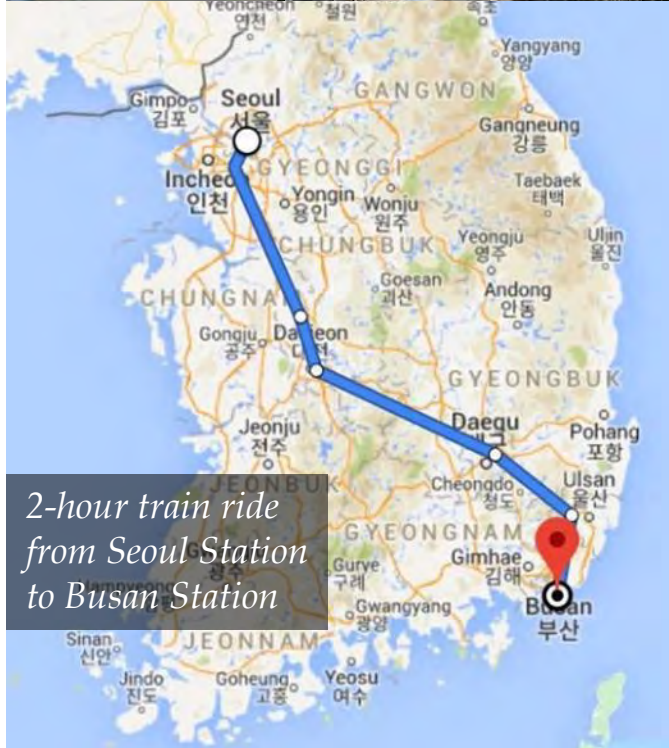 Yeoncheon
연천
철원
속초
Yangyang
양양
Gimpo
김포
Seoul
서울
GANGWON
Gangneung
강릉
GYEONGGI
Incheo
인천
Yongin
용인
Wonju
원주
Taebaek
태백
CHUNGBUK
Yeongju
영주
Uljin
울진
Goesan
괴산
Andong
안동
CHUNGNAM
Gongju
공주
Daejeon
대전
GYEONGBUK
Jeonju
전주
Daegu
대구
Pohang
포항
JEONBUK
Cheongdo
청도
Ulsan
울산
2-hour train ride
from Seoul Station
to Busan Station
GYEONGNAM
Gimhae
김해
Gurye
구례
Busan
부산
Gwangyang
광양
Sinan
신안
JEONNAM
Jindo
진도
Goheung
고흥
Yeosu
여수